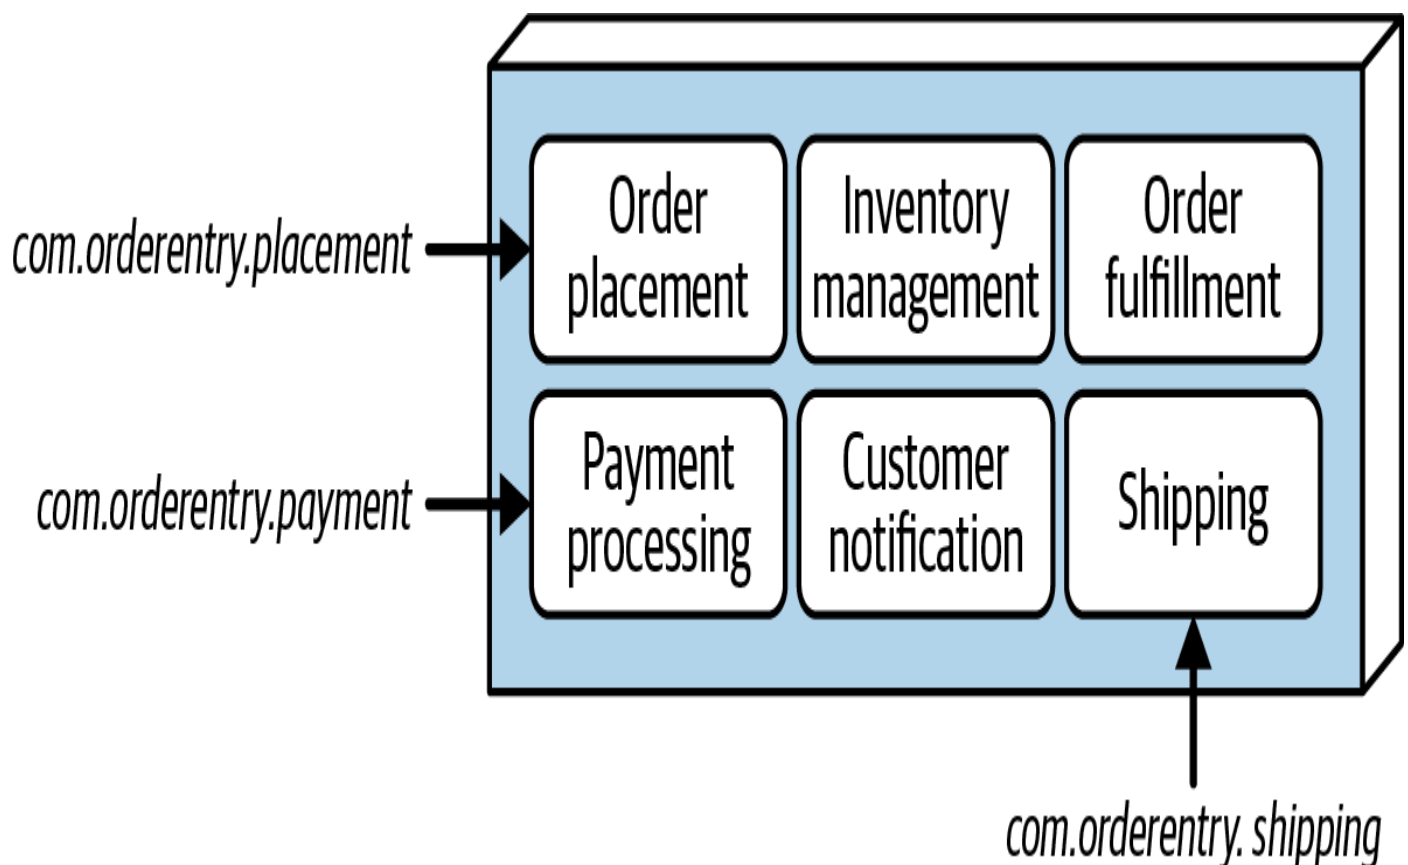 Order
placement
Inventory
management
Order
fulfillment
com.orderentry.placement
Payment
processing
Customer
notification
Shipping
com.orderentry.payment
com.orderentry. shipping